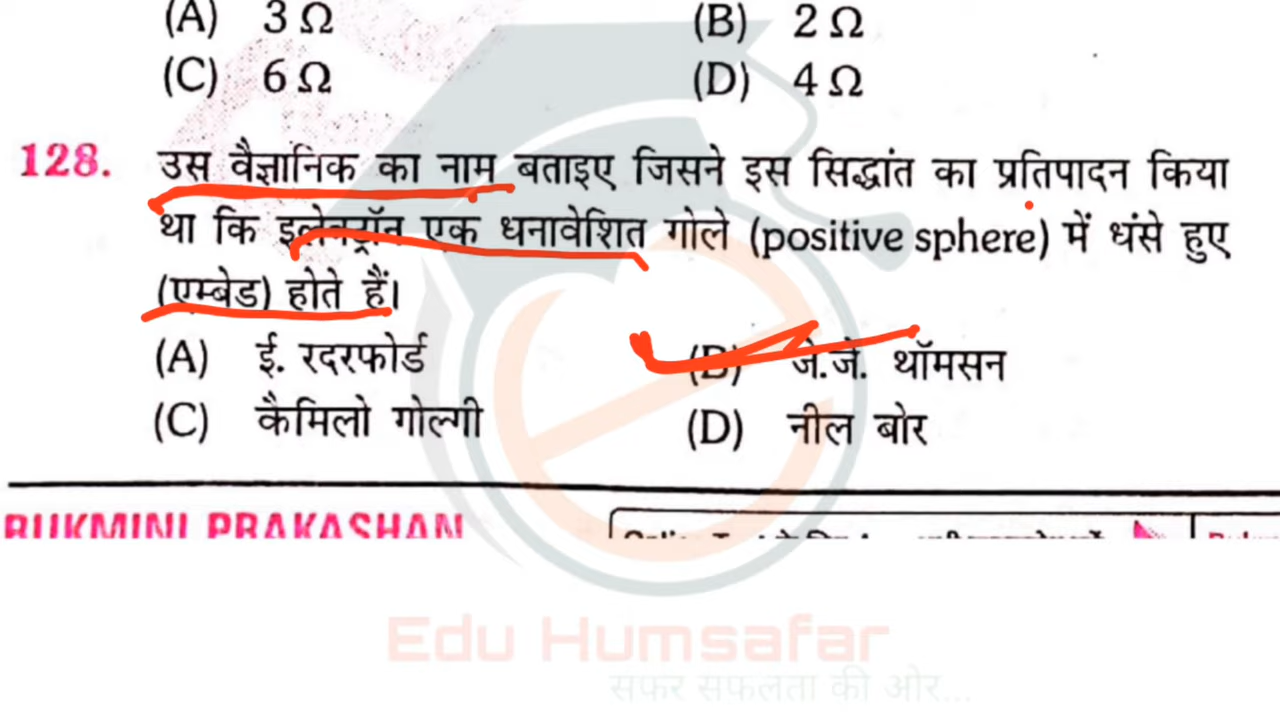 (A) 3 Ω (B) 2 Ω
(C) 6 Ω (D) 4 Ω
128. उस वैज्ञानिक का नाम बताइए जिसने इस सिद्धांत का प्रतिपादन किया
था कि इलेक्ट्रॉन एक धनावेशित गोले (positive sphere) में धंसे हुए
(एम्बेड) होते हैं।
(A) ई. रदरफोर्ड (B) जे.जे. थॉमसन
(C) कैमिलो गोल्गी (D) नील बोर
RUKMINI PRAKASHAN
Edu Humsafar
सफर सफलता की ओर...